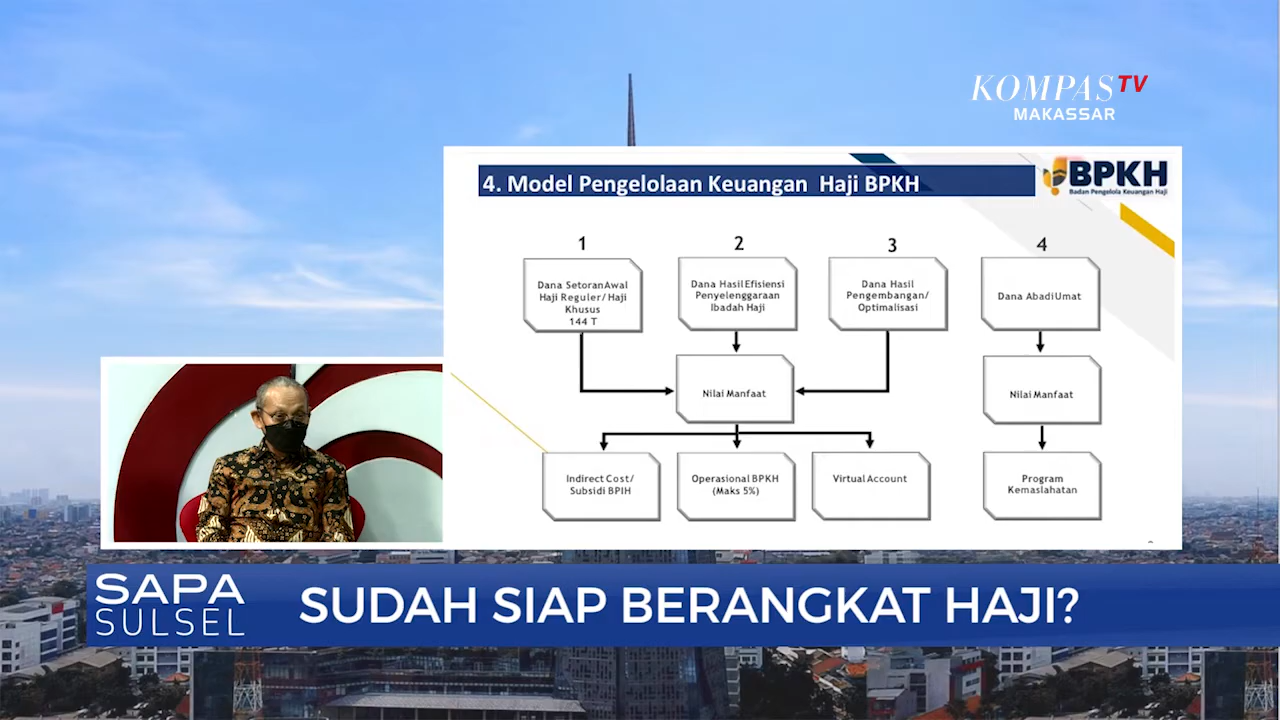 KOMPAS TV
MAKASSAR
4. Model Pengelolaan Keuangan Haji BPKH
BPKH
Badan Pengelola Keuangan Haji
1
2
3
4
Dana SetoranAwal
Haji Reguler/ Haji
Khusus
144 T
Dana Hasil Efisiensi
Penyelenggaraan
Ibadah Haji
Dana Hasil
Pengembangan/
Optimalisasi
Dana Abadi Umat
Nilai Manfaat
Nilai Manfaat
Indirect Cost/
Subsidi BPIH
Operasional BPKH
(Maks 5%)
Virtual Account
Program
Kemaslahatan
SAPA
SULSEL
SUDAH SIAP BERANGKAT HAJI?